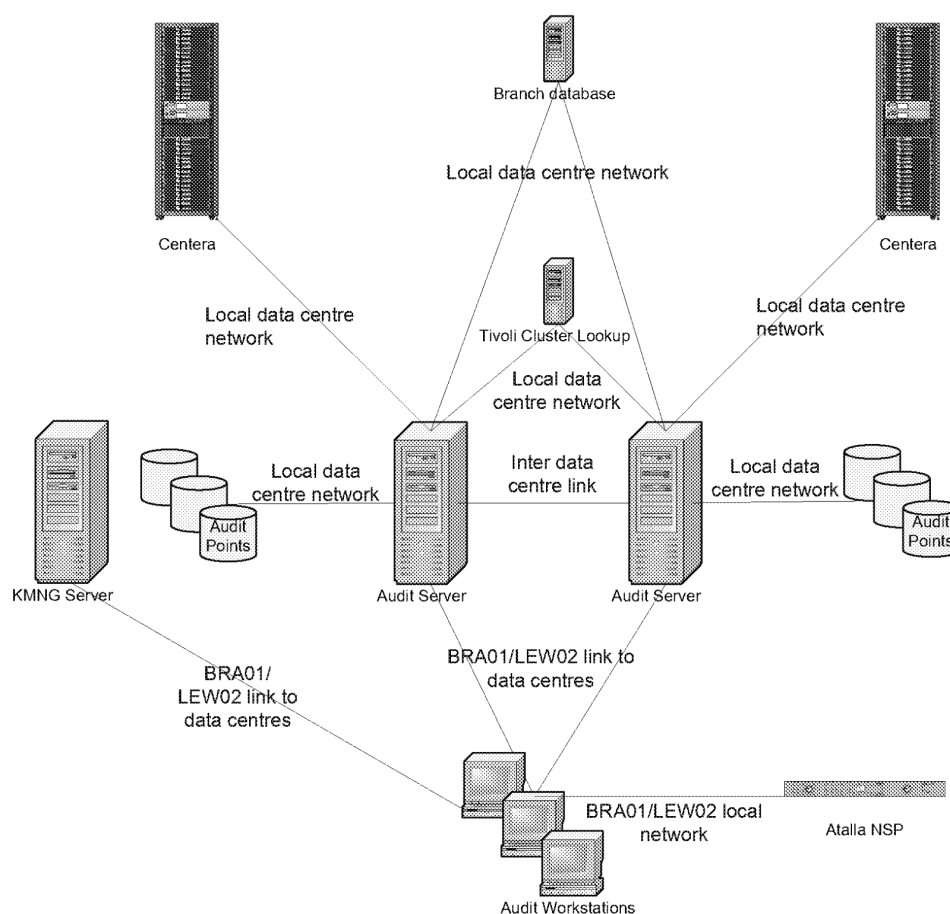 Branch database
Local data centre network
Centera
Centera
Local data centre
network
Local data centre
network
Tivoli Cluster Lookup
Local data
centre network
Local data
centre network
Inter data
centre link
Local data
centre network
Audit
Points
Audit
Points
KMNG Server
Audit Server
Audit Server
BRA01/
LEW02 link to
data centres
BRA01/LEW02 link to
data centres
BRA01/LEW02 local
network
Atalla NSP
Audit Workstations